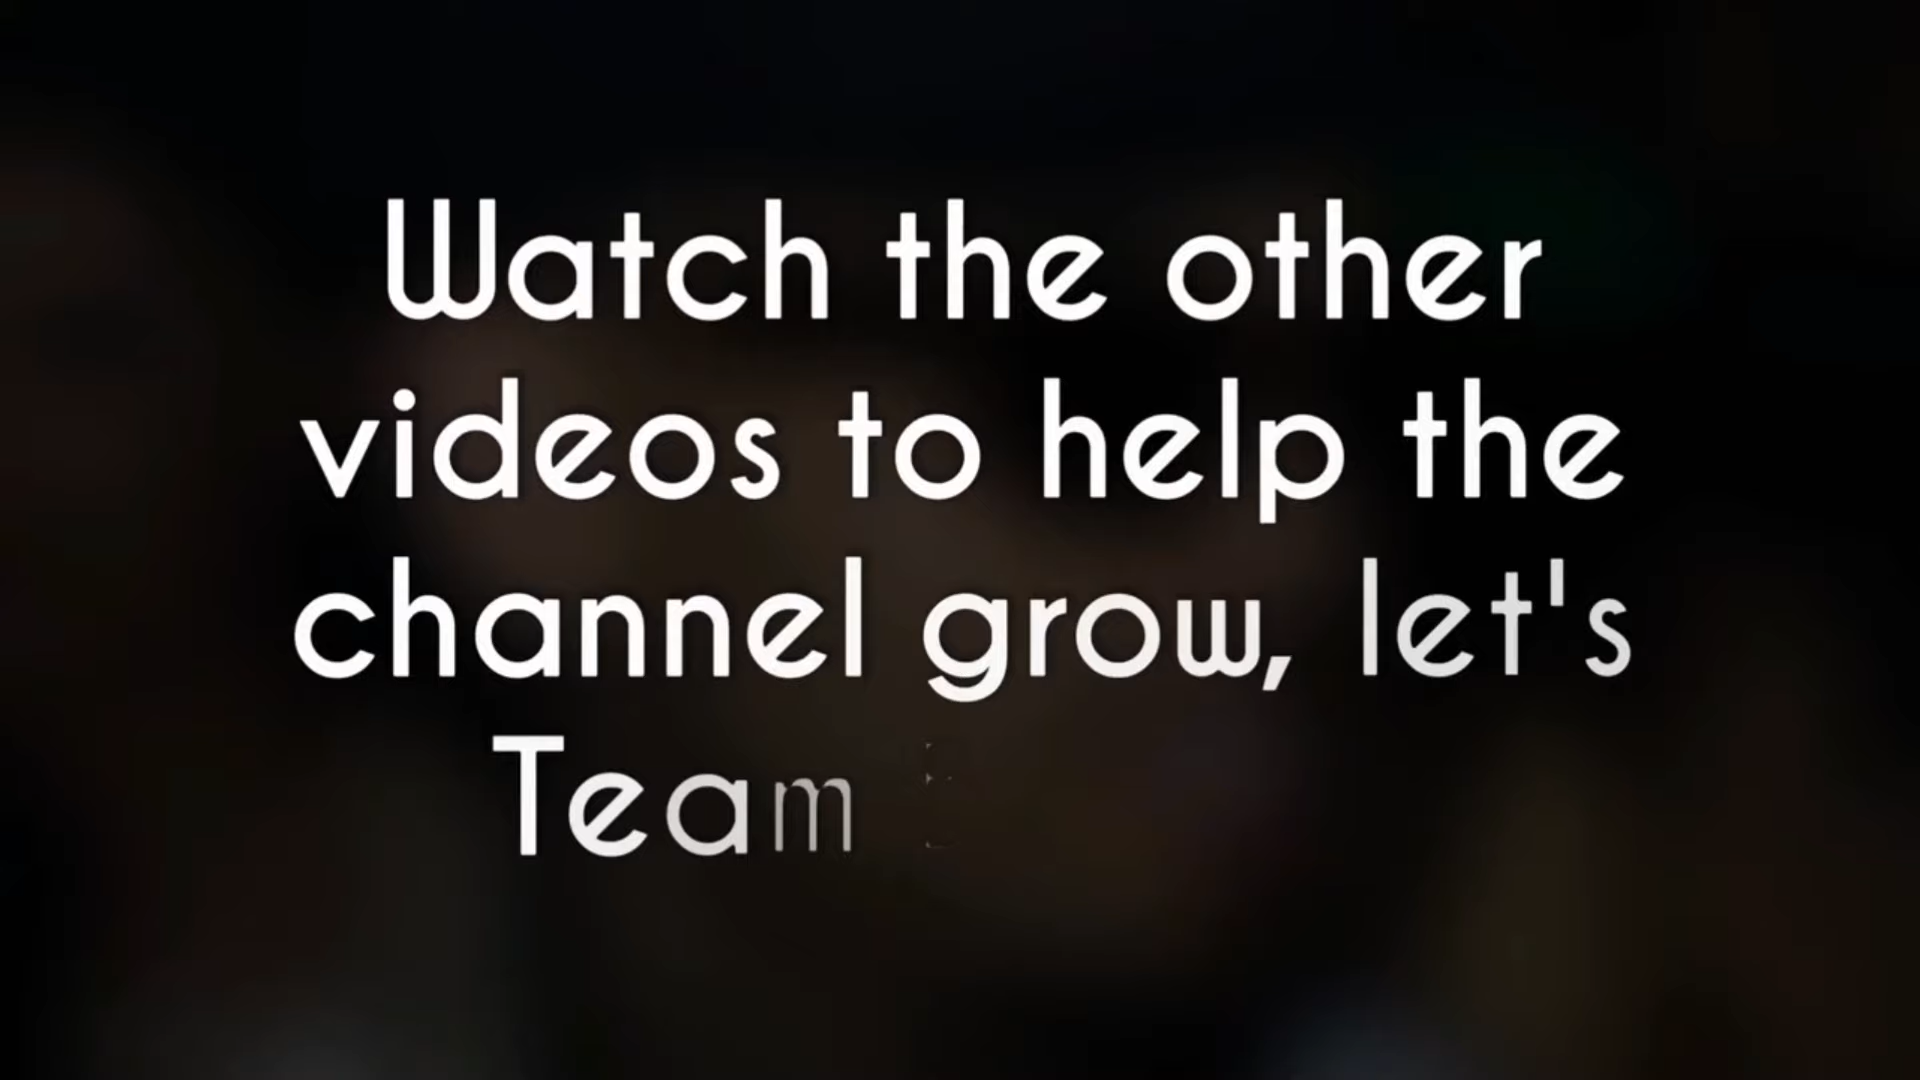 Watch the other
videos to help the
channel grow, let's
Team